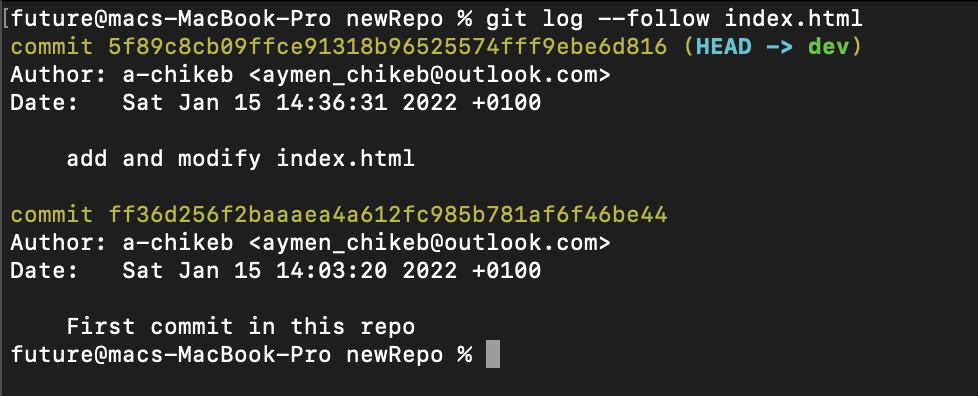 [future@macs-MacBook-Pro newRepo % git log --follow index.html
commit 5f89c8cb09ffce91318b96525574fff9ebe6d816 (HEAD -> dev)
Author: a-chikeb <aymen_chikeb@outlook.com>
Date:   Sat Jan 15 14:36:31 2022 +0100
    add and modify index.html
commit ff36d256f2baaaea4a612fc985b781af6f46be44
Author: a-chikeb <aymen_chikeb@outlook.com>
Date:   Sat Jan 15 14:03:20 2022 +0100
    First commit in this repo
future@macs-MacBook-Pro newRepo %